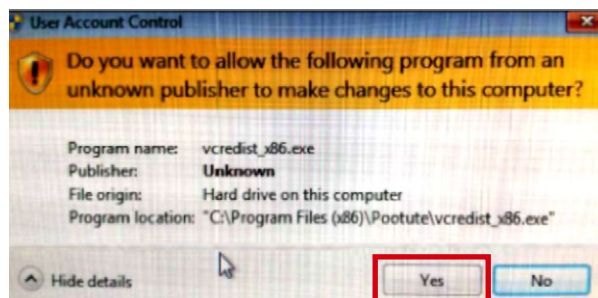 User Account Control
Do you want to allow the following program from an
unknown publisher to make changes to this computer?
Program name: vcredist_x86.exe
Publisher: Unknown
File origin: Hard drive on this computer
Program location: "C:\Program Files (x86)\Pootute\vcredist_x86.exe"
Hide details
Yes
No